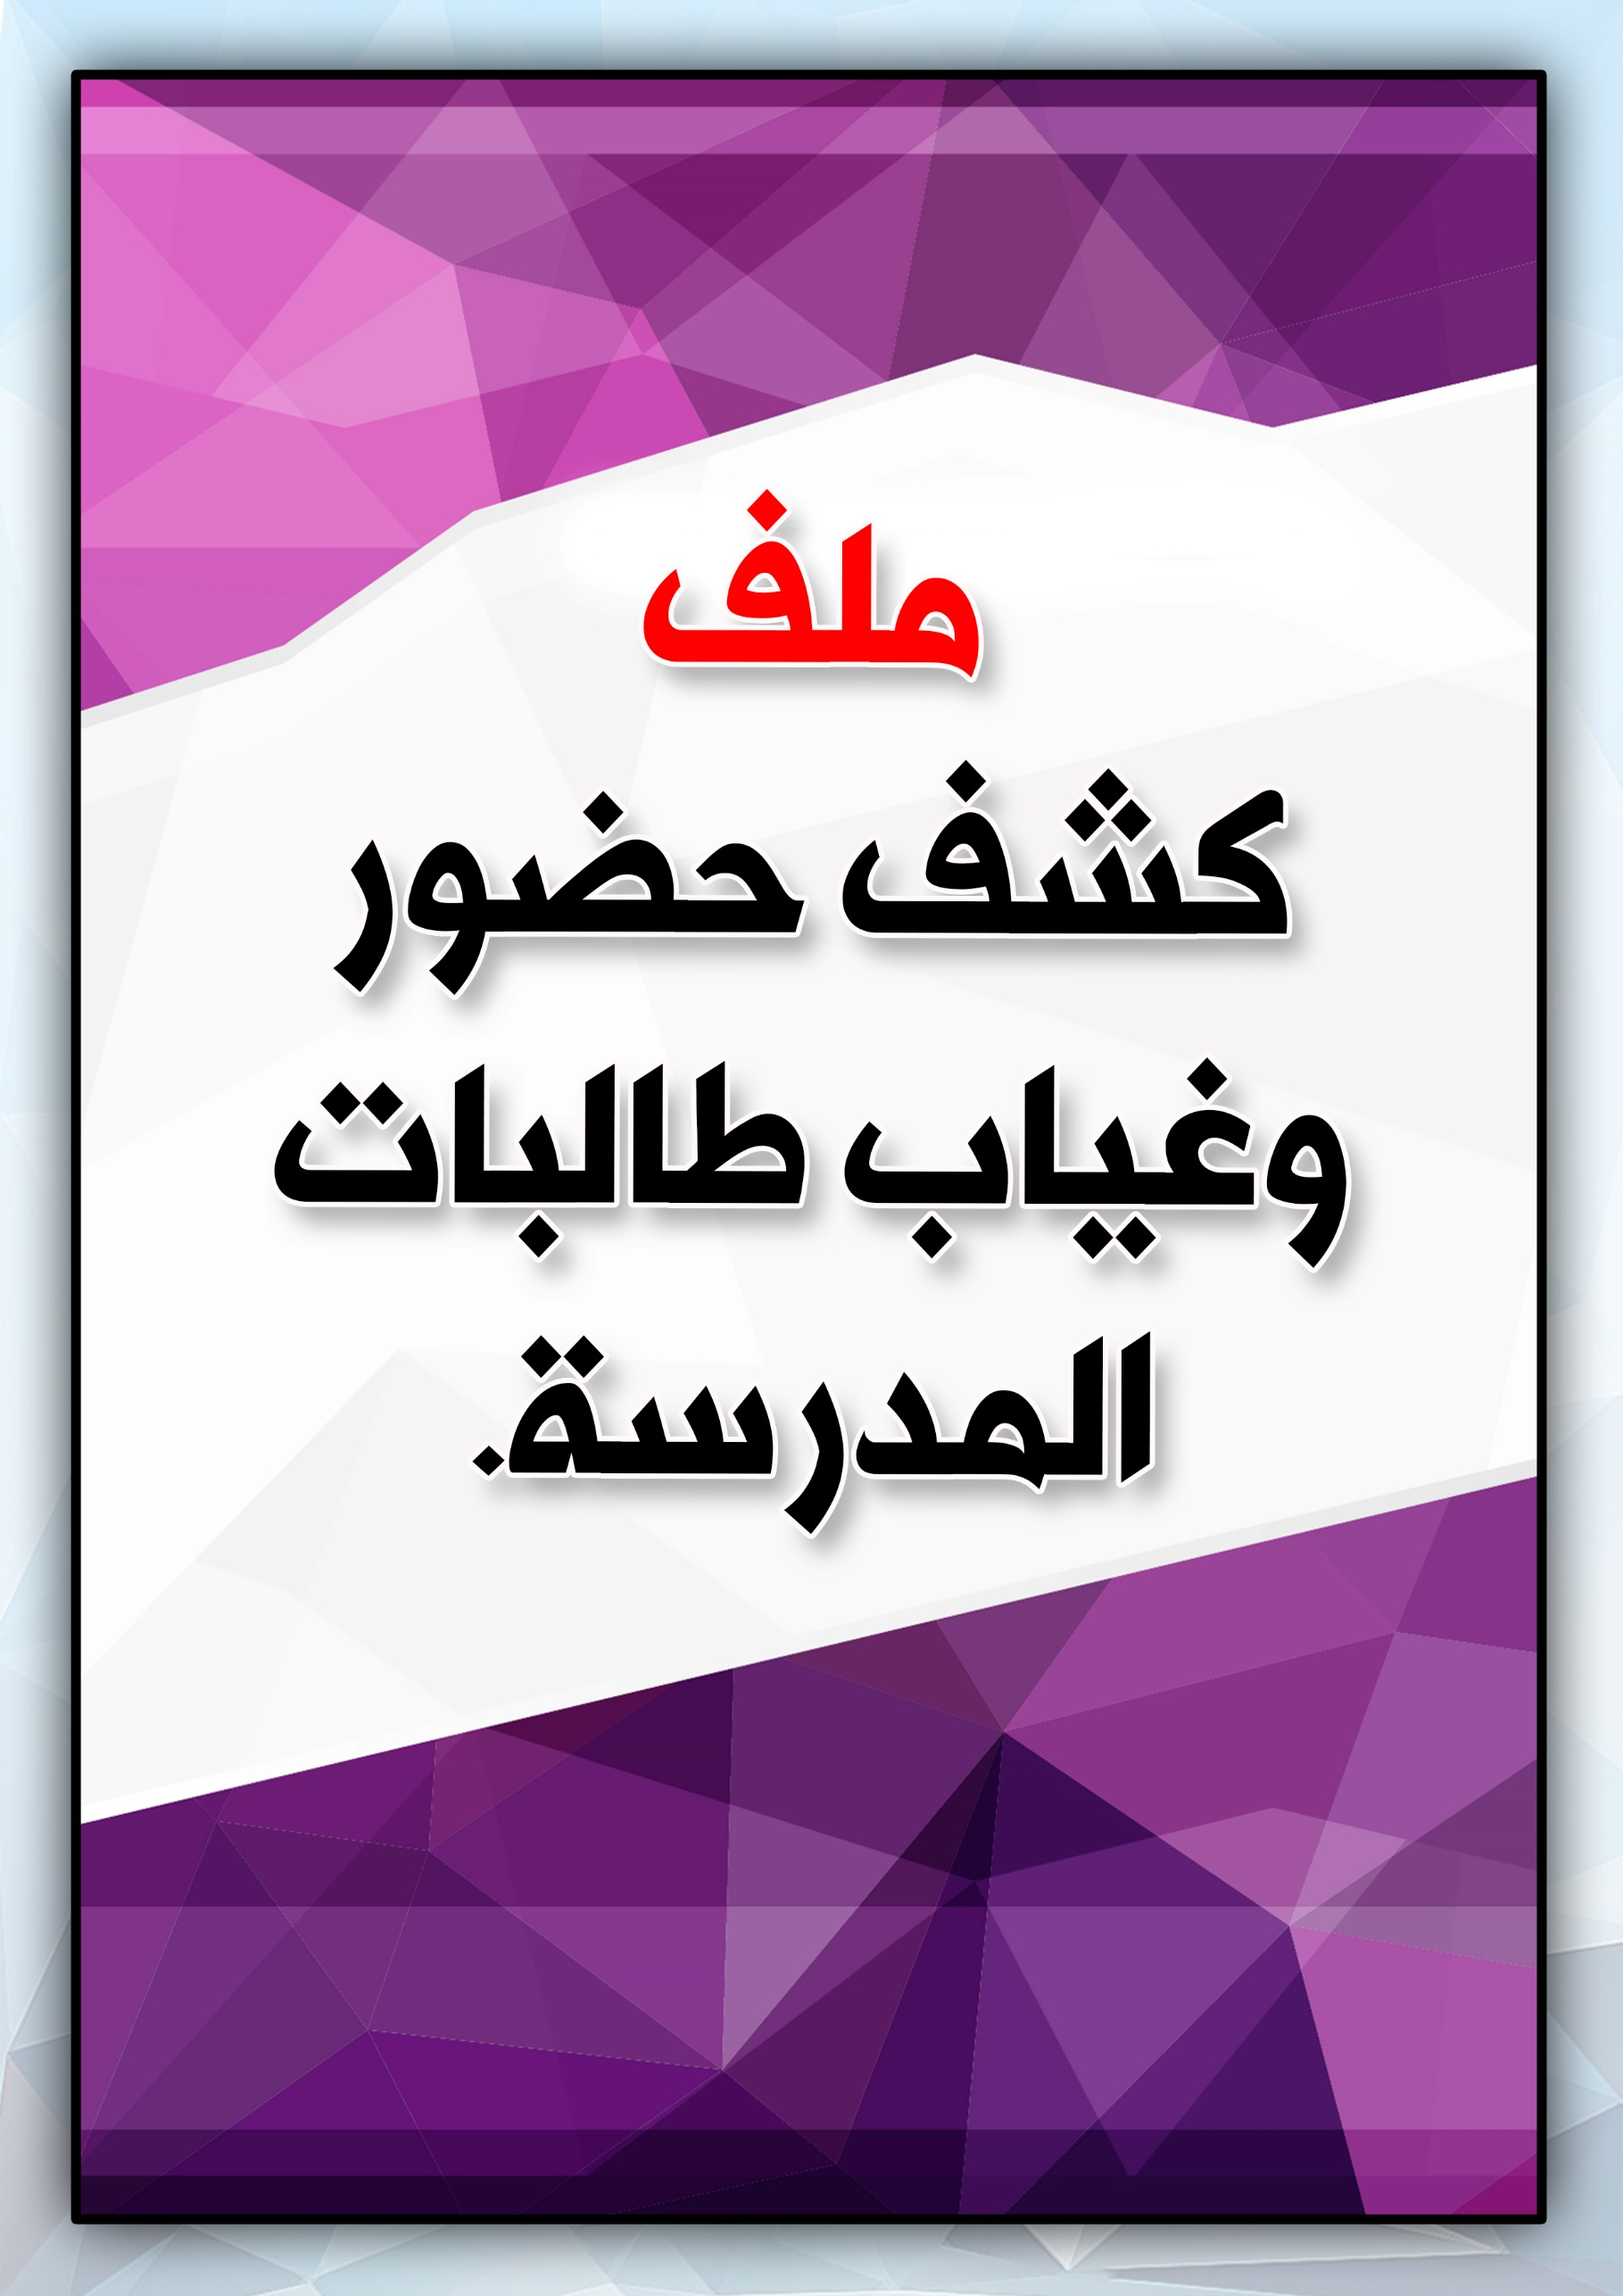 ملف
كشف حضور
وغياب طالبات
المدرسة.